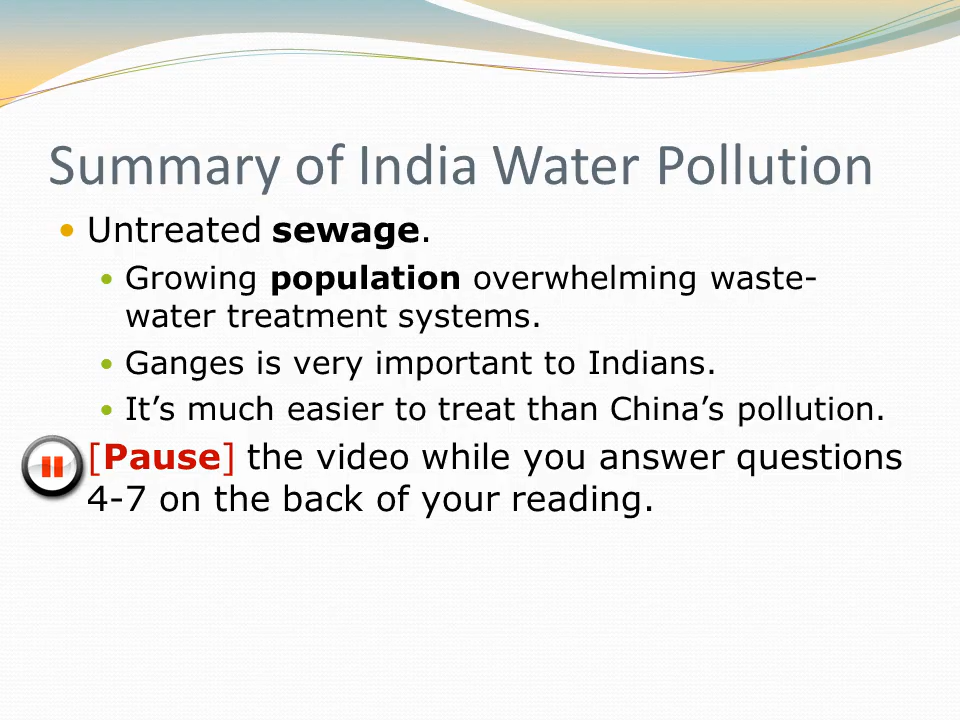 Summary of India Water Pollution
Untreated sewage.
Growing population overwhelming waste-
water treatment systems.
Ganges is very important to Indians.
It’s much easier to treat than China’s pollution.
[Pause] the video while you answer questions
4-7 on the back of your reading.